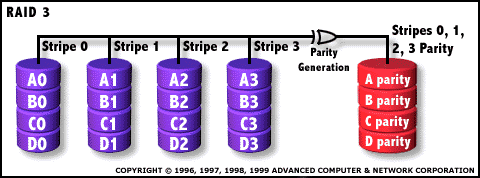 RAID 3
Stripe 0
Stripe 1
Stripe 2
Stripe 3
Parity
Generation
Stripes 0, 1,
2, 3 Parity
A0 A1 A2 A3 A parity
B0 B1 B2 B3 B parity
C0 C1 C2 C3 C parity
D0 D1 D2 D3 D parity
COPYRIGHT © 1996, 1997, 1998, 1999 ADVANCED COMPUTER & NETWORK CORPORATION